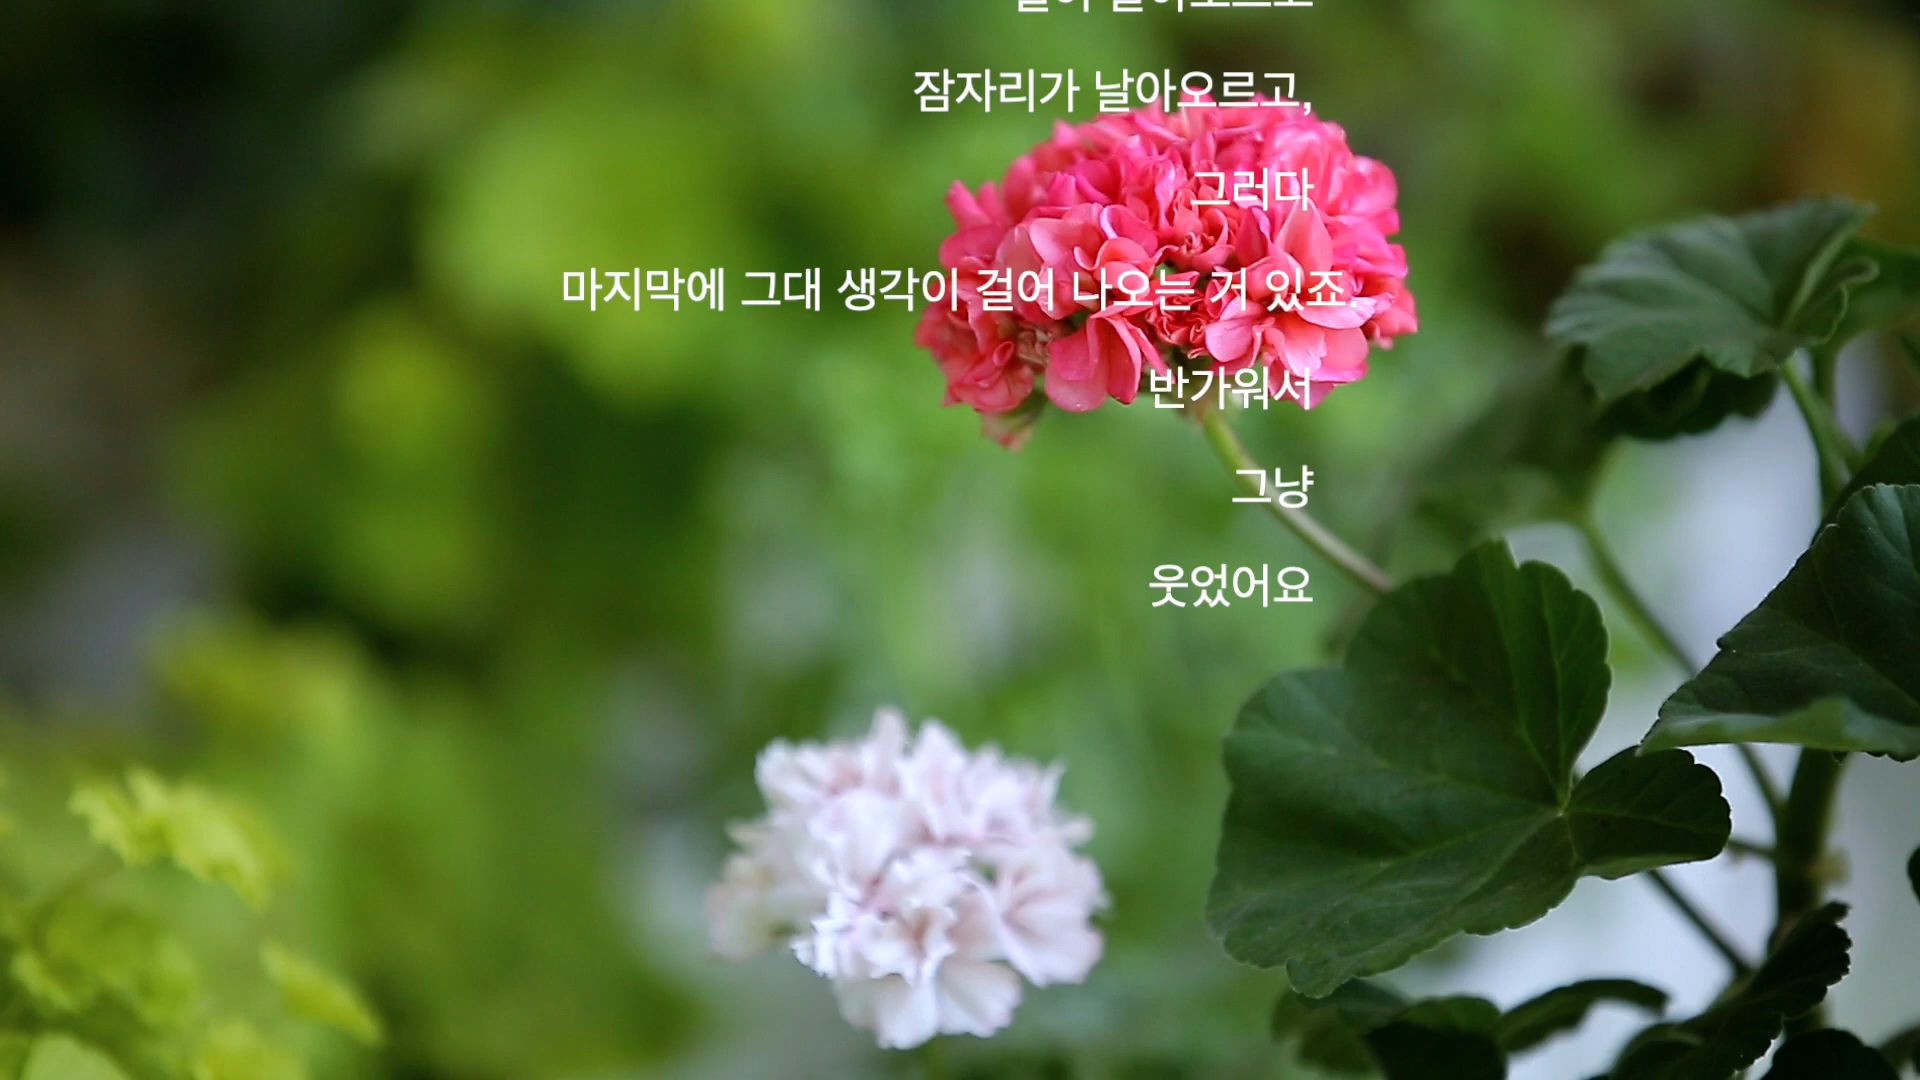 잠자리가 날아오르고,
그러다
마지막에 그대 생각이 걸어 나오는 거 있죠.
반가워서
그냥
웃었어요